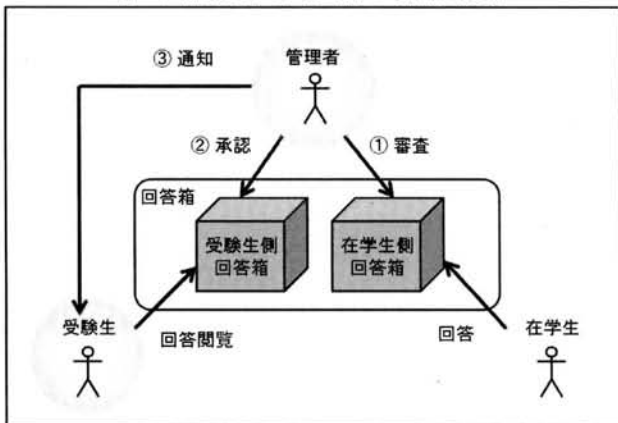 ③ 通知
管理者
② 承認
① 審査
回答箱
受験生側
回答箱
在学生側
回答箱
受験生
回答閲覧
回答
在学生